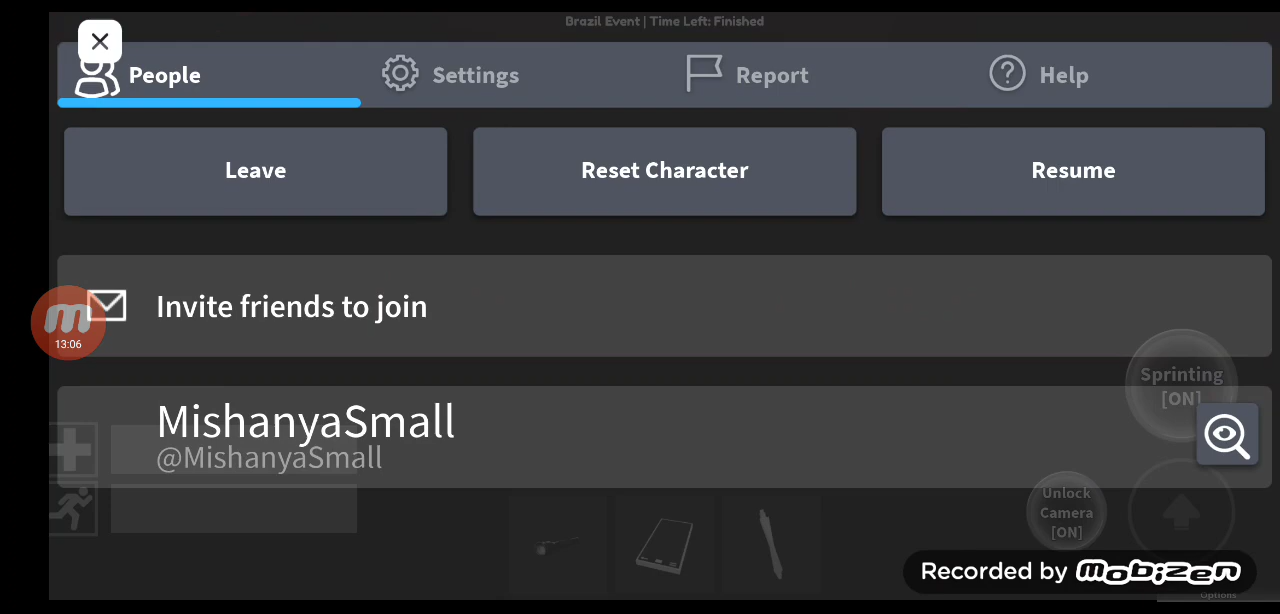 Brazil Event | Time Left: Finished
People
Settings
Report
Help
Leave
Reset Character
Resume
Invite friends to join
13:06
Sprinting
[ON]
MishanyaSmall
@MishanyaSmall
Unlock
Camera
[ON]
Recorded by mobizen
Options